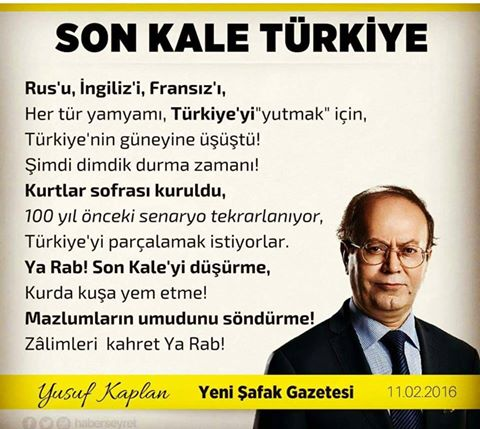 SON KALE TÜRKİYE
Rus'u, İngiliz'i, Fransız'ı,
Her tür yamyamı, Türkiye'yi"yutmak" için,
Türkiye'nin güneyine üşüştü!
Şimdi dimdik durma zamanı!
Kurtlar sofrası kuruldu,
100 yıl önceki senaryo tekrarlanıyor,
Türkiye'yi parçalamak istiyorlar.
Ya Rab! Son Kale'yi düşürme,
Kurda kuşa yem etme!
Mazlumların umudunu söndürme!
Zâlimleri kahret Ya Rab!
Yusuf Kaplan Yeni Şafak Gazetesi 11.02.2016
haberseyret